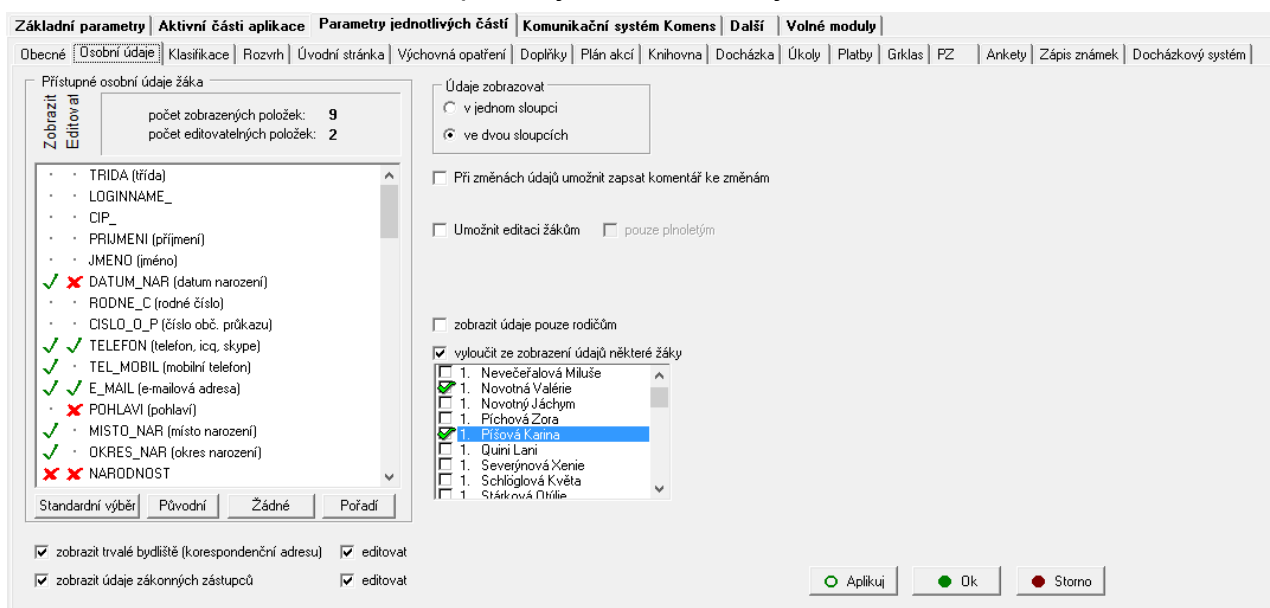 Základní parametry Aktivní části aplikace Parametry jednotlivých částí Komunikační systém Komens Další Volné moduly
Obecné Osobní údaje Klasifikace Rozvrh Úvodní stránka Výchovná opatření Doplňky Plán akcí Knihovna Docházka Úkoly Platby Grklas PZ Ankety Zápis známek Docházkový systém
Přístupné osobní údaje žáka
Zobrazit
Editovat
počet zobrazených položek: 9
počet editovatelných položek: 2
TRIDA (třída)
LOGINNAME_
CIP_
PRIJMENI (příjmení)
JMENO (jméno)
DATUM_NAR (datum narození)
RODNE_C (rodné číslo)
CISLO_O_P (číslo obč. průkazu)
TELEFON (telefon, icq, skype)
TEL_MOBIL (mobilní telefon)
E_MAIL (e-mailová adresa)
POHLAVI (pohlaví)
MISTO_NAR (místo narození)
OKRES_NAR (okres narození)
NARODNOST
Standardní výběr Původní Žádné Pořadí
zobrazit trvalé bydliště (korespondenční adresu) editovat
zobrazit údaje zákonných zástupců editovat
Údaje zobrazovat
v jednom sloupci
ve dvou sloupcích
Při změnách údajů umožnit zapsat komentář ke změnám
Umožnit editaci žákům pouze plnoletým
zobrazit údaje pouze rodičům
vyloučit ze zobrazení údajů některé žáky
1. Nevečeřalová Miluše
1. Novotná Valérie
1. Novotný Jáchym
1. Píchová Zora
1. Píšová Karina
1. Quini Lani
1. Severýnová Xenie
1. Schlöglová Květa
1. Stárková Otýlie
Aplikuj Ok Storno